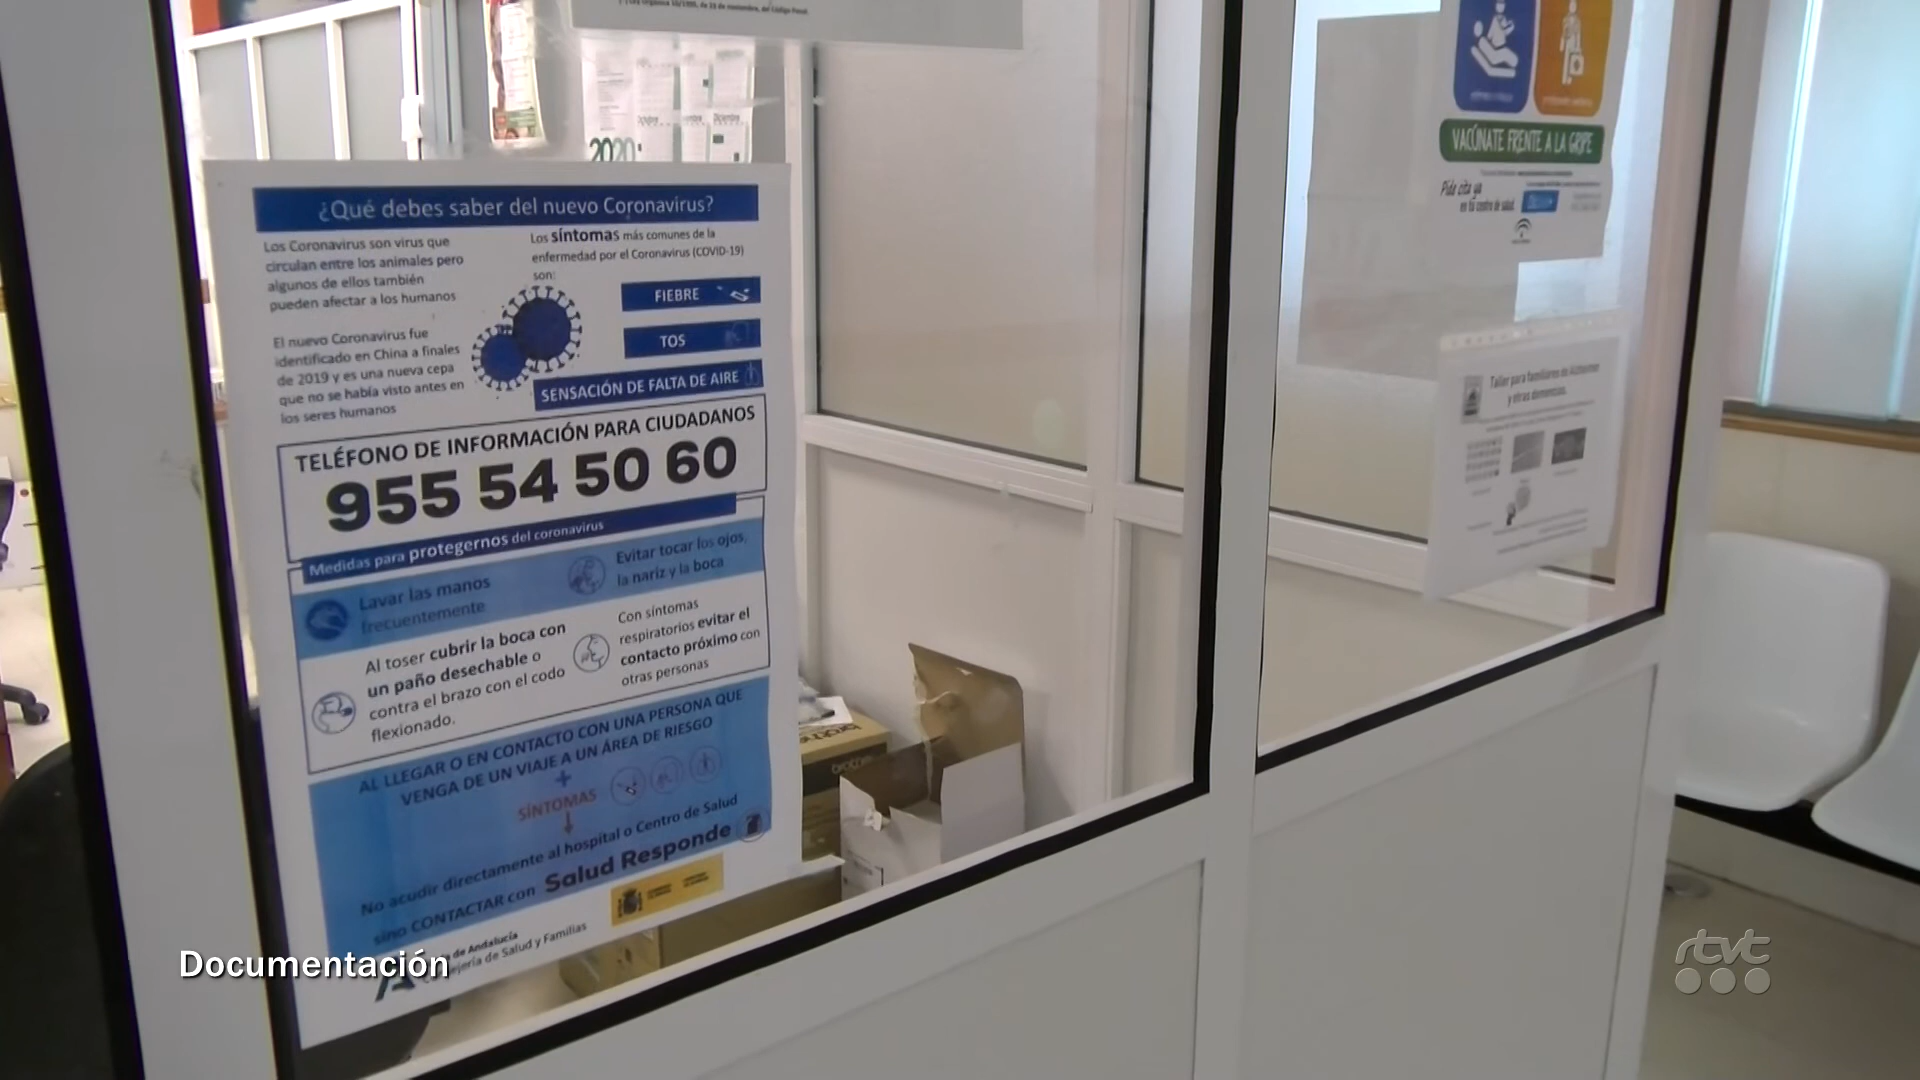 2020
¿Qué debes saber del nuevo Coronavirus?
Los Coronavirus son virus que
circulan entre los animales pero
algunos de ellos también
pueden afectar a los humanos
El nuevo Coronavirus fue
identificado en China a finales
de 2019 y es una nueva cepa
que no se había visto antes en
los seres humanos
Los síntomas más comunes de la
enfermedad por el Coronavirus (COVID-19)
son:
FIEBRE
TOS
SENSACIÓN DE FALTA DE AIRE
TELÉFONO DE INFORMACIÓN PARA CIUDADANOS
955 54 50 60
Medidas para protegernos del coronavirus
Lavar las manos
frecuentemente
Evitar tocar los ojos,
la nariz y la boca
Al toser cubrir la boca con
un paño desechable o
contra el brazo con el codo
flexionado.
Con síntomas
respiratorios evitar el
contacto próximo con
otras personas
AL LLEGAR O EN CONTACTO CON UNA PERSONA QUE
VENGA DE UN VIAJE A UN ÁREA DE RIESGO
+
SÍNTOMAS
No acudir directamente al hospital o Centro de Salud
sino CONTACTAR con Salud Responde
de Andalucía
ejería de Salud y Familias
brother
VACÚNATE FRENTE A LA GRIPE
Pide cita ya
en tu centro de salud.
Taller para familiares de Alzheimer
y otras demencias.
Documentación
rtvc